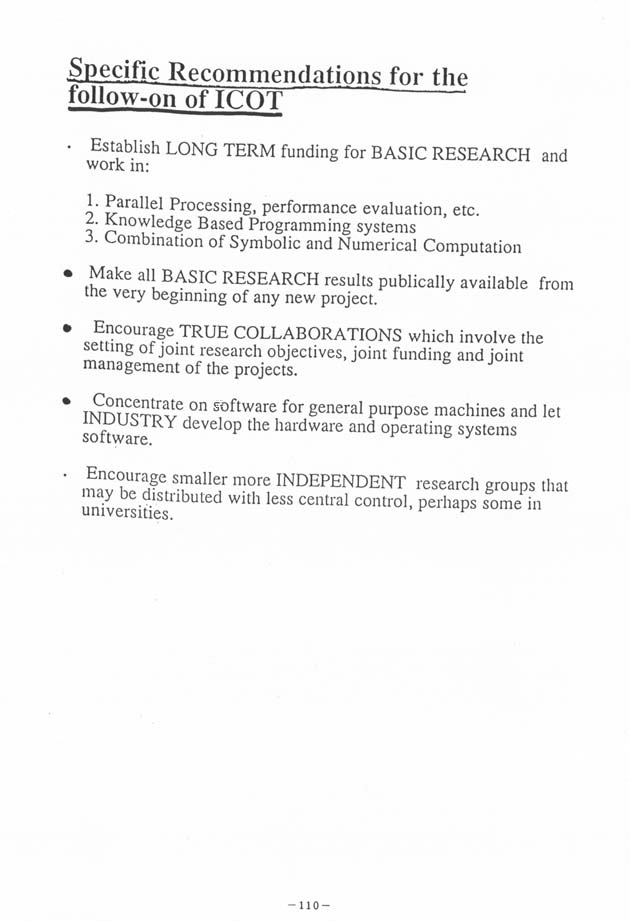 Specific Recommendations for the
follow-on of ICOT
· Establish LONG TERM funding for BASIC RESEARCH and
work in:
1. Parallel Processing, performance evaluation, etc.
2. Knowledge Based Programming systems
3. Combination of Symbolic and Numerical Computation
● Make all BASIC RESEARCH results publically available from
the very beginning of any new project.
● Encourage TRUE COLLABORATIONS which involve the
setting of joint research objectives, joint funding and joint
management of the projects.
● Concentrate on software for general purpose machines and let
INDUSTRY develop the hardware and operating systems
software.
· Encourage smaller more INDEPENDENT research groups that
may be distributed with less central control, perhaps some in
universities.
－110－